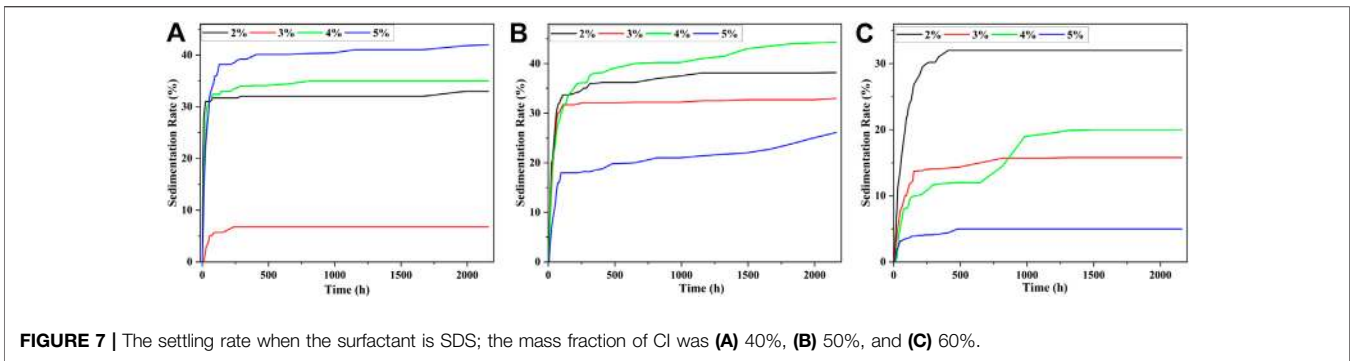 A
2% 3% 4% 5%
Sedimentation Rate (%)
40
30
20
10
0
0 500 1000 1500 2000
Time (h)
B
2% 3% 4% 5%
Sedimentation Rate (%)
40
30
20
10
0
0 500 1000 1500 2000
Time (h)
C
2% 3% 4% 5%
Sedimentation Rate (%)
30
20
10
0
0 500 1000 1500 2000
Time (h)
FIGURE 7 | The settling rate when the surfactant is SDS; the mass fraction of CI was (A) 40%, (B) 50%, and (C) 60%.